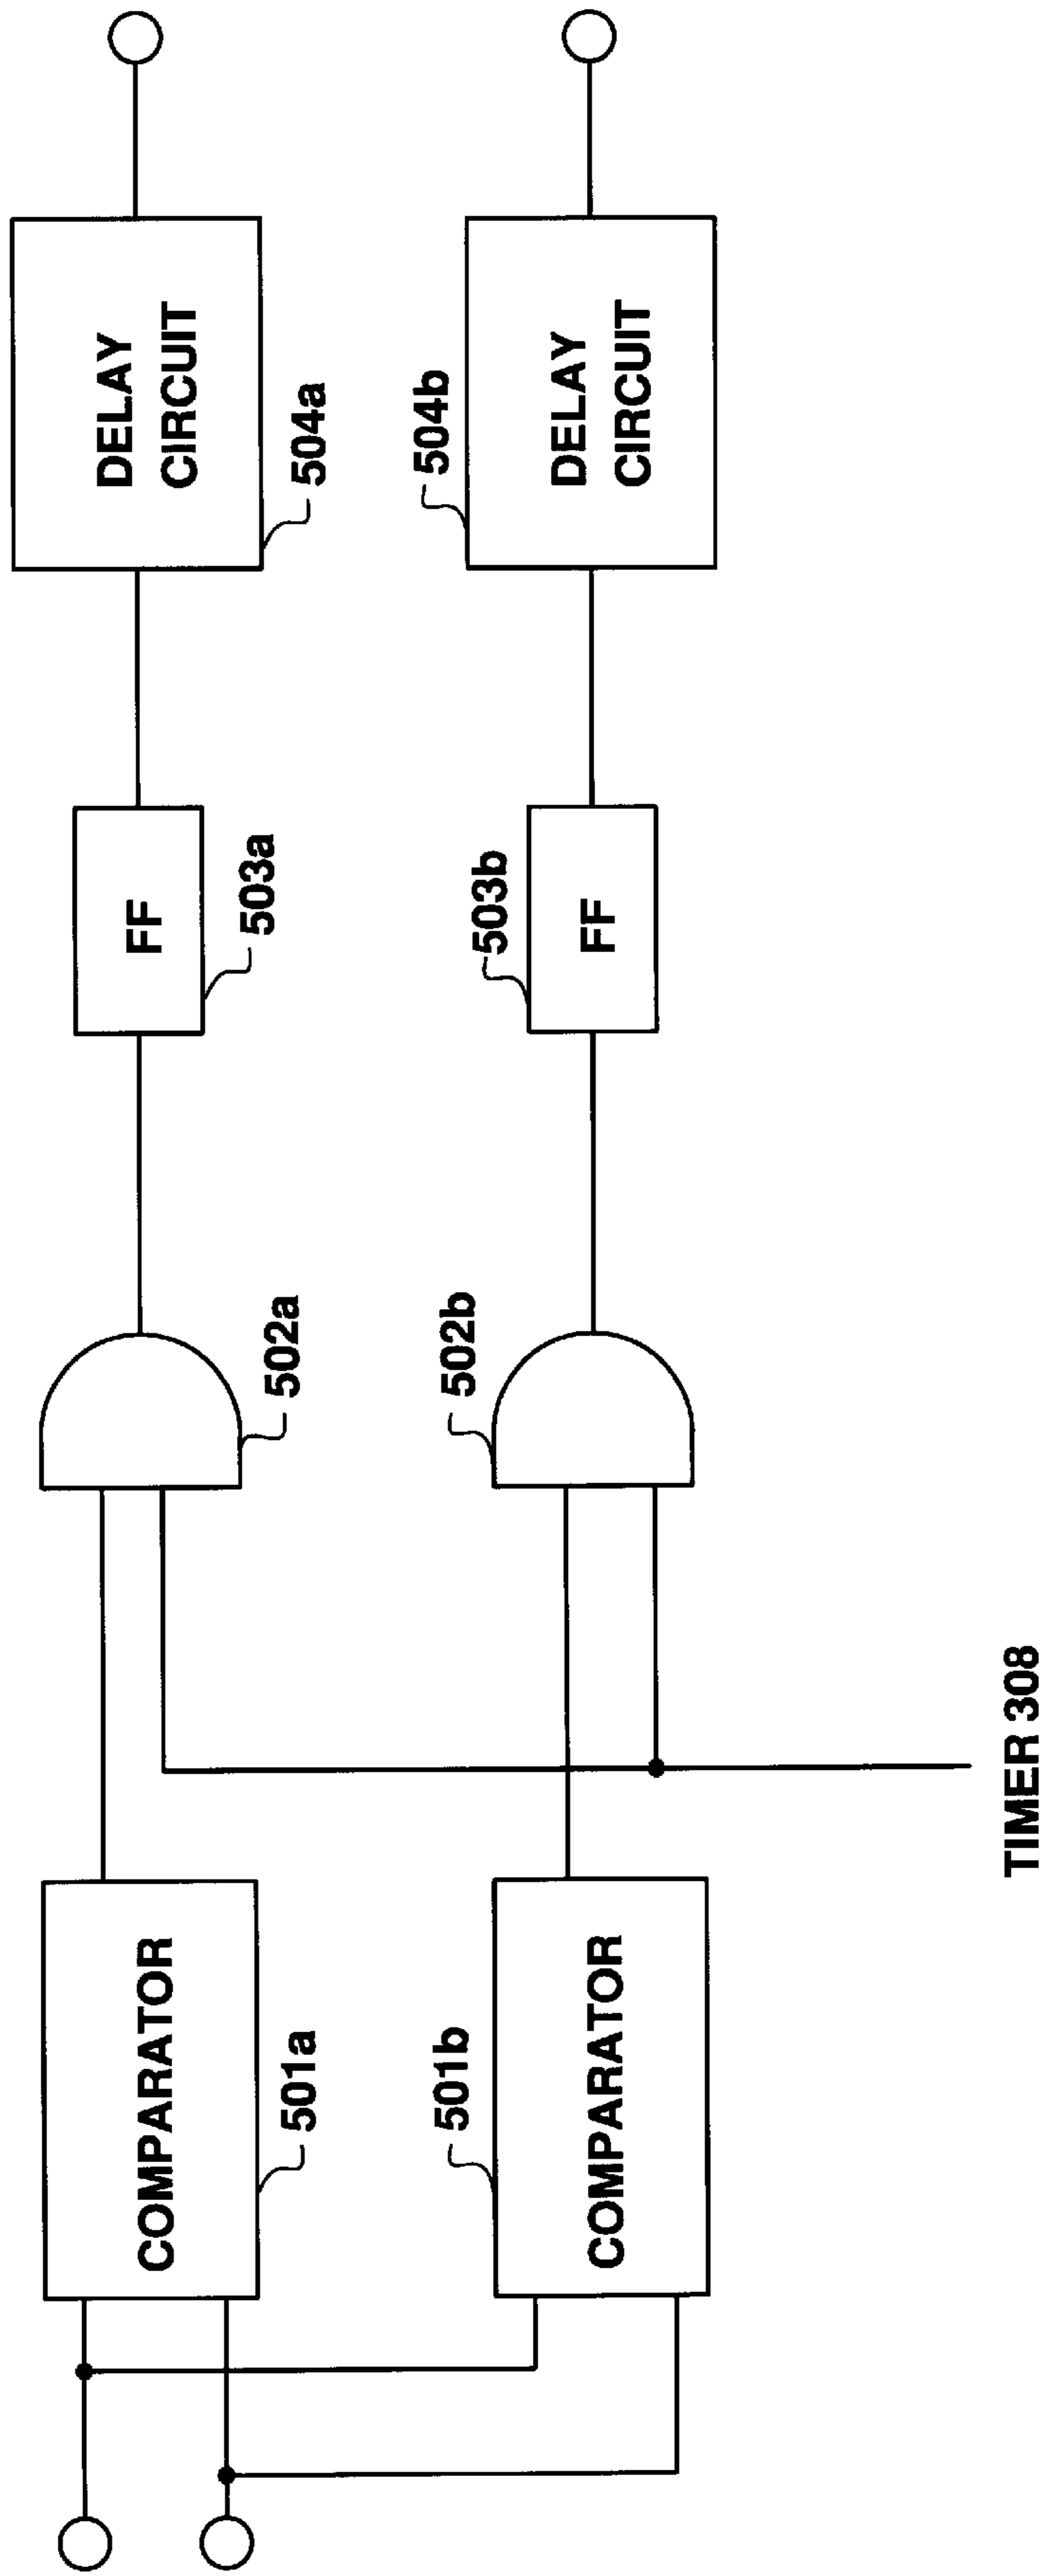 COMPARATOR
501a
502a
FF
503a
DELAY
CIRCUIT
504a
COMPARATOR
501b
502b
FF
503b
DELAY
CIRCUIT
504b
TIMER 308